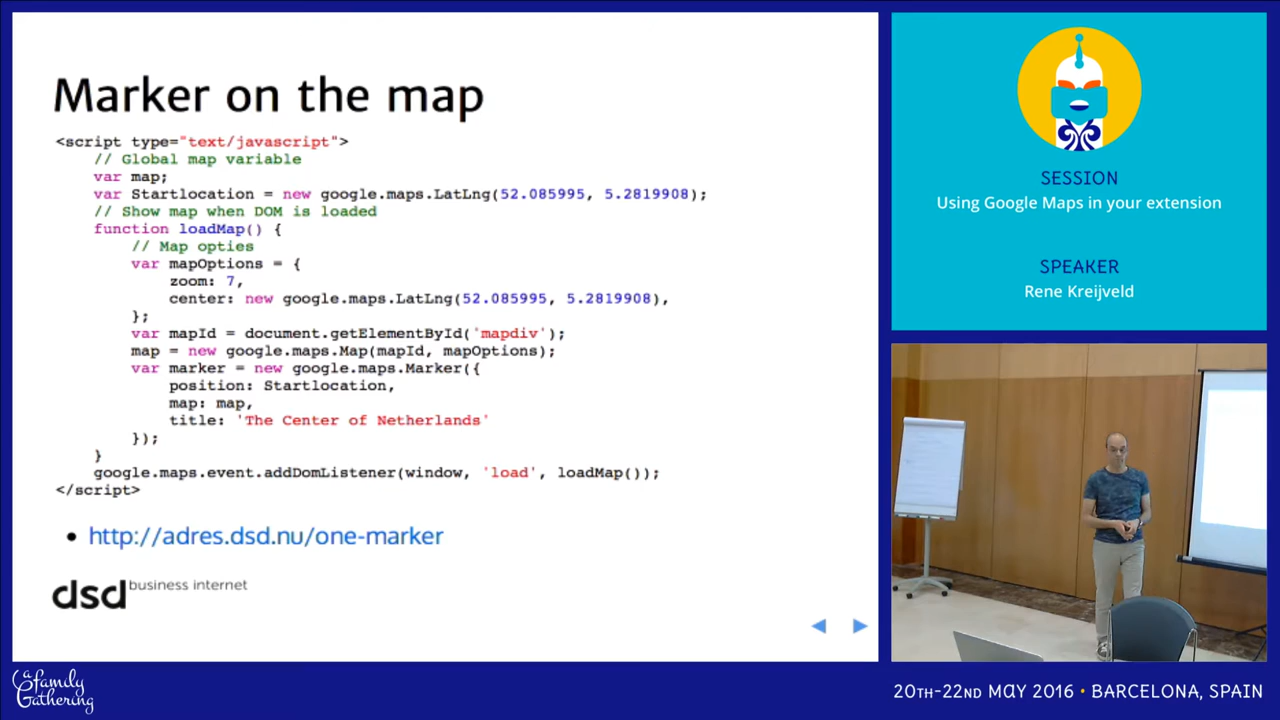 Marker on the map
<script type="text/javascript">
// Global map variable
var map;
var Startlocation = new google.maps.LatLng(52.085995, 5.2819908);
// Show map when DOM is loaded
function loadMap() {
// Map opties
var mapOptions = {
zoom: 7,
center: new google.maps.LatLng(52.085995, 5.2819908),
};
var mapId = document.getElementById('mapdiv');
map = new google.maps.Map(mapId, mapOptions);
var marker = new google.maps.Marker({
position: Startlocation,
map: map,
title: 'The Center of Netherlands'
});
}
google.maps.event.addDomListener(window, 'load', loadMap());
</script>
• http://adres.dsd.nu/one-marker
dsd business internet
SESSION
Using Google Maps in your extension
SPEAKER
Rene Kreijveld
a family
Gathering
20TH-22ND MAY 2016 • BARCELONA, SPAIN